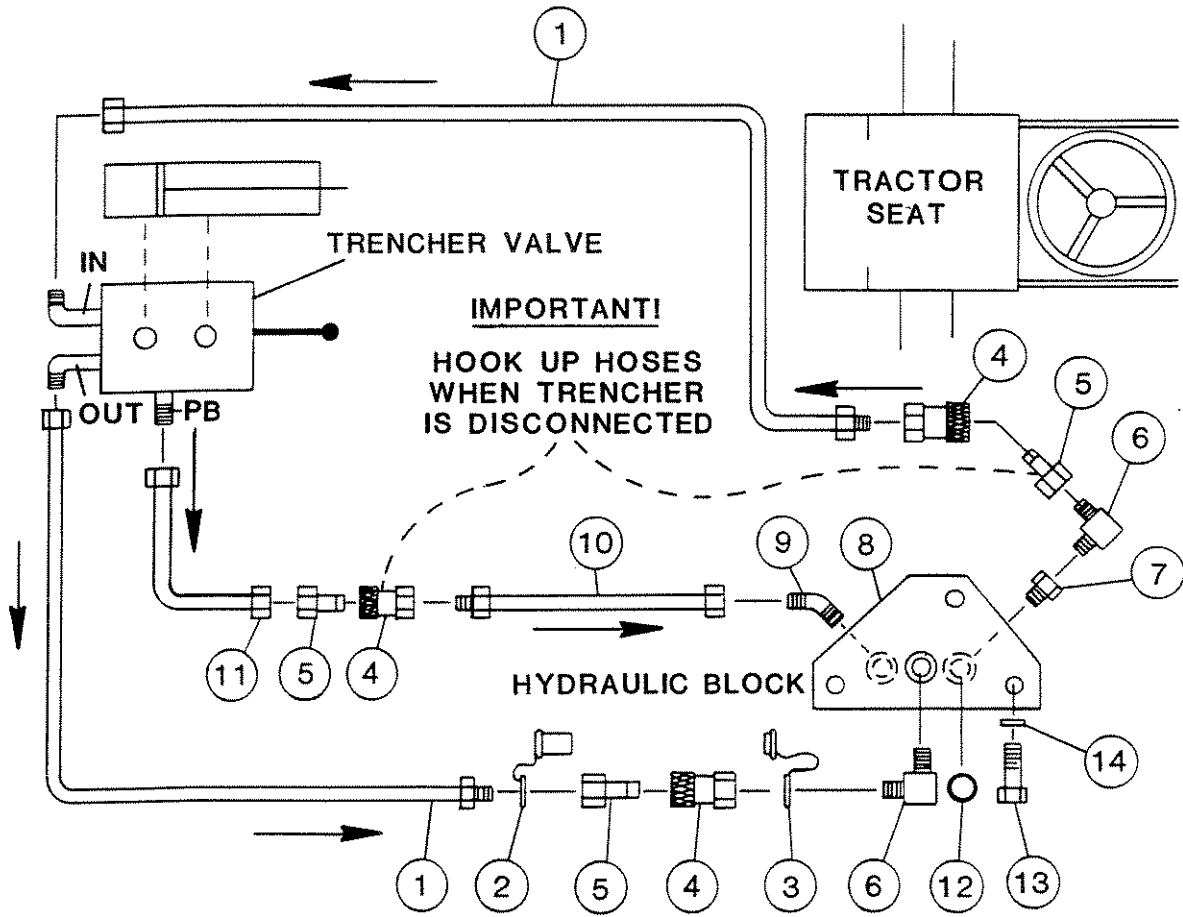 1
TRACTOR
SEAT
TRENCHER VALVE
IN
IMPORTANT!
HOOK UP HOSES
WHEN TRENCHER
IS DISCONNECTED
4
5
6
OUT
PB
10
9
8
7
11
5
4
HYDRAULIC BLOCK
14
1
2
5
4
3
6
12
13